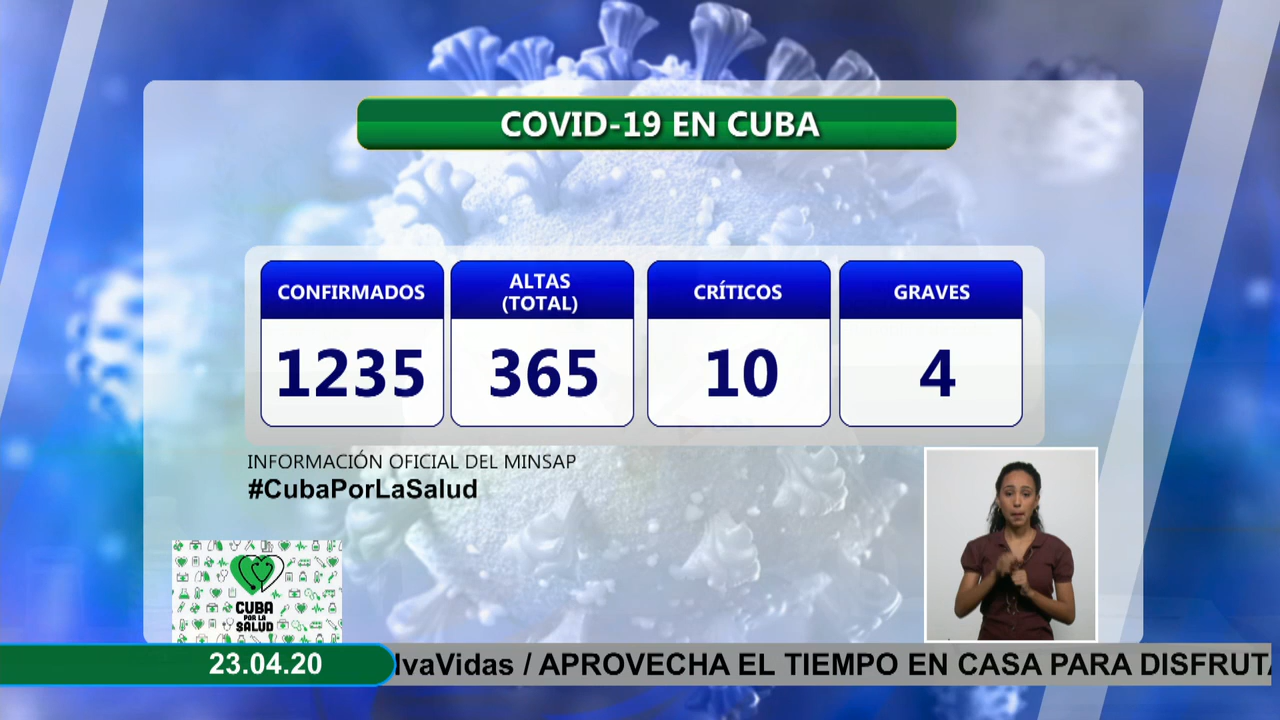 COVID-19 EN CUBA
CONFIRMADOS
1235
ALTAS
(TOTAL)
365
CRÍTICOS
10
GRAVES
4
INFORMACIÓN OFICIAL DEL MINSAP
#CubaPorLaSalud
CUBA
POR LA
SALUD
23.04.20
lvaVidas / APROVECHA EL TIEMPO EN CASA PARA DISFRUTA